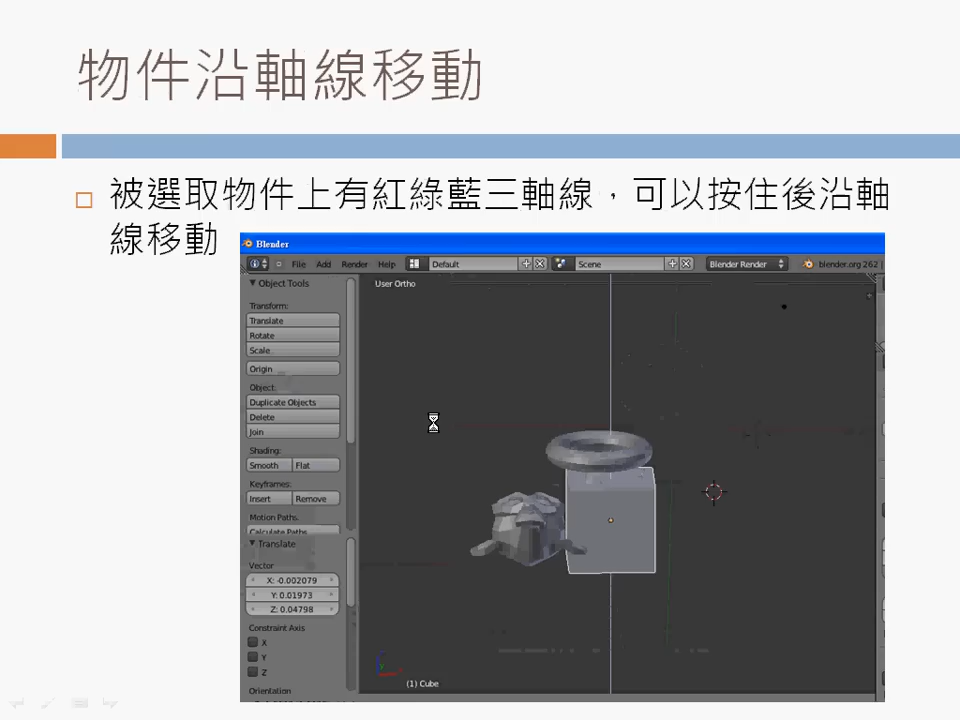 物件沿軸線移動
被選取物件上有紅綠藍三軸線，可以按住後沿軸
線移動
Blender
File Add Render Help Default Scene Blender Render blender.org 262
Object Tools
User Ortho
Transform:
Translate
Rotate
Scale
Origin
Object:
Duplicate Objects
Delete
Join
Shading:
Smooth Flat
Keyframes:
Insert Remove
Motion Paths:
Calculate Paths
Translate
Vector
X: -0.002079
Y: 0.01973
Z: 0.04798
Constraint Axis
X
Y
Z
Orientation
(1) Cube